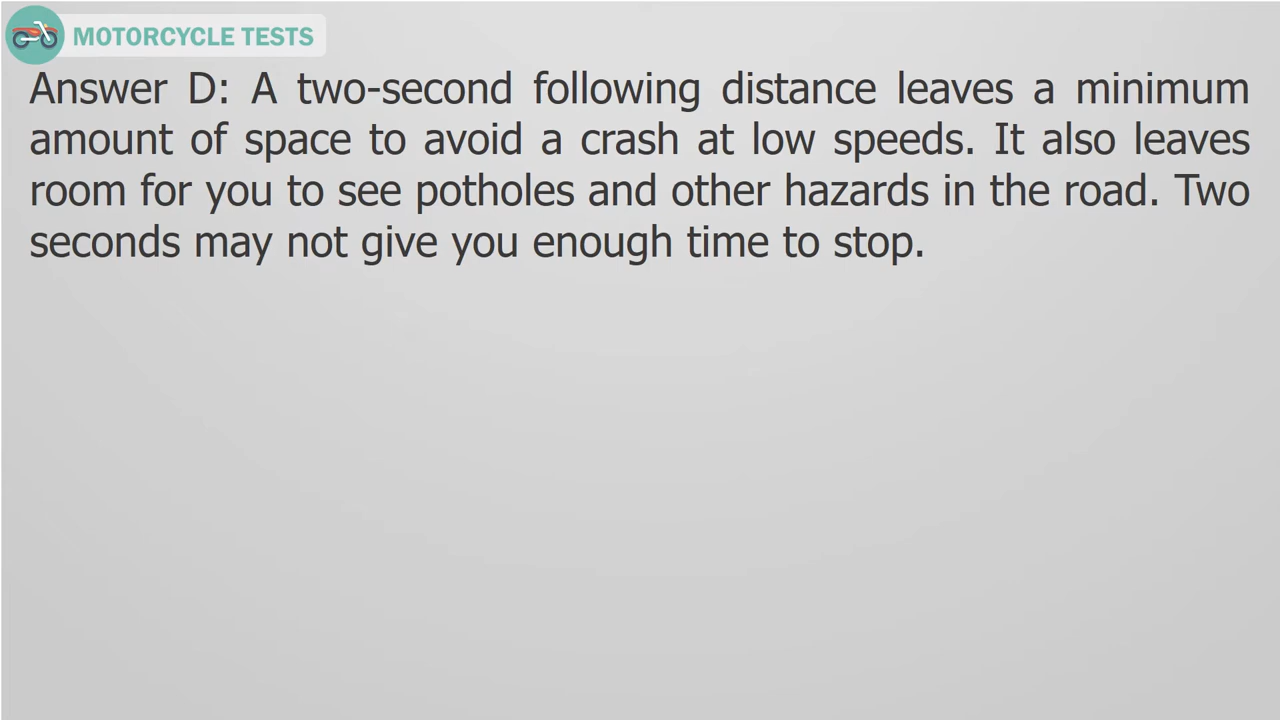 MOTORCYCLE TESTS
Answer D: A two-second following distance leaves a minimum
amount of space to avoid a crash at low speeds. It also leaves
room for you to see potholes and other hazards in the road. Two
seconds may not give you enough time to stop.